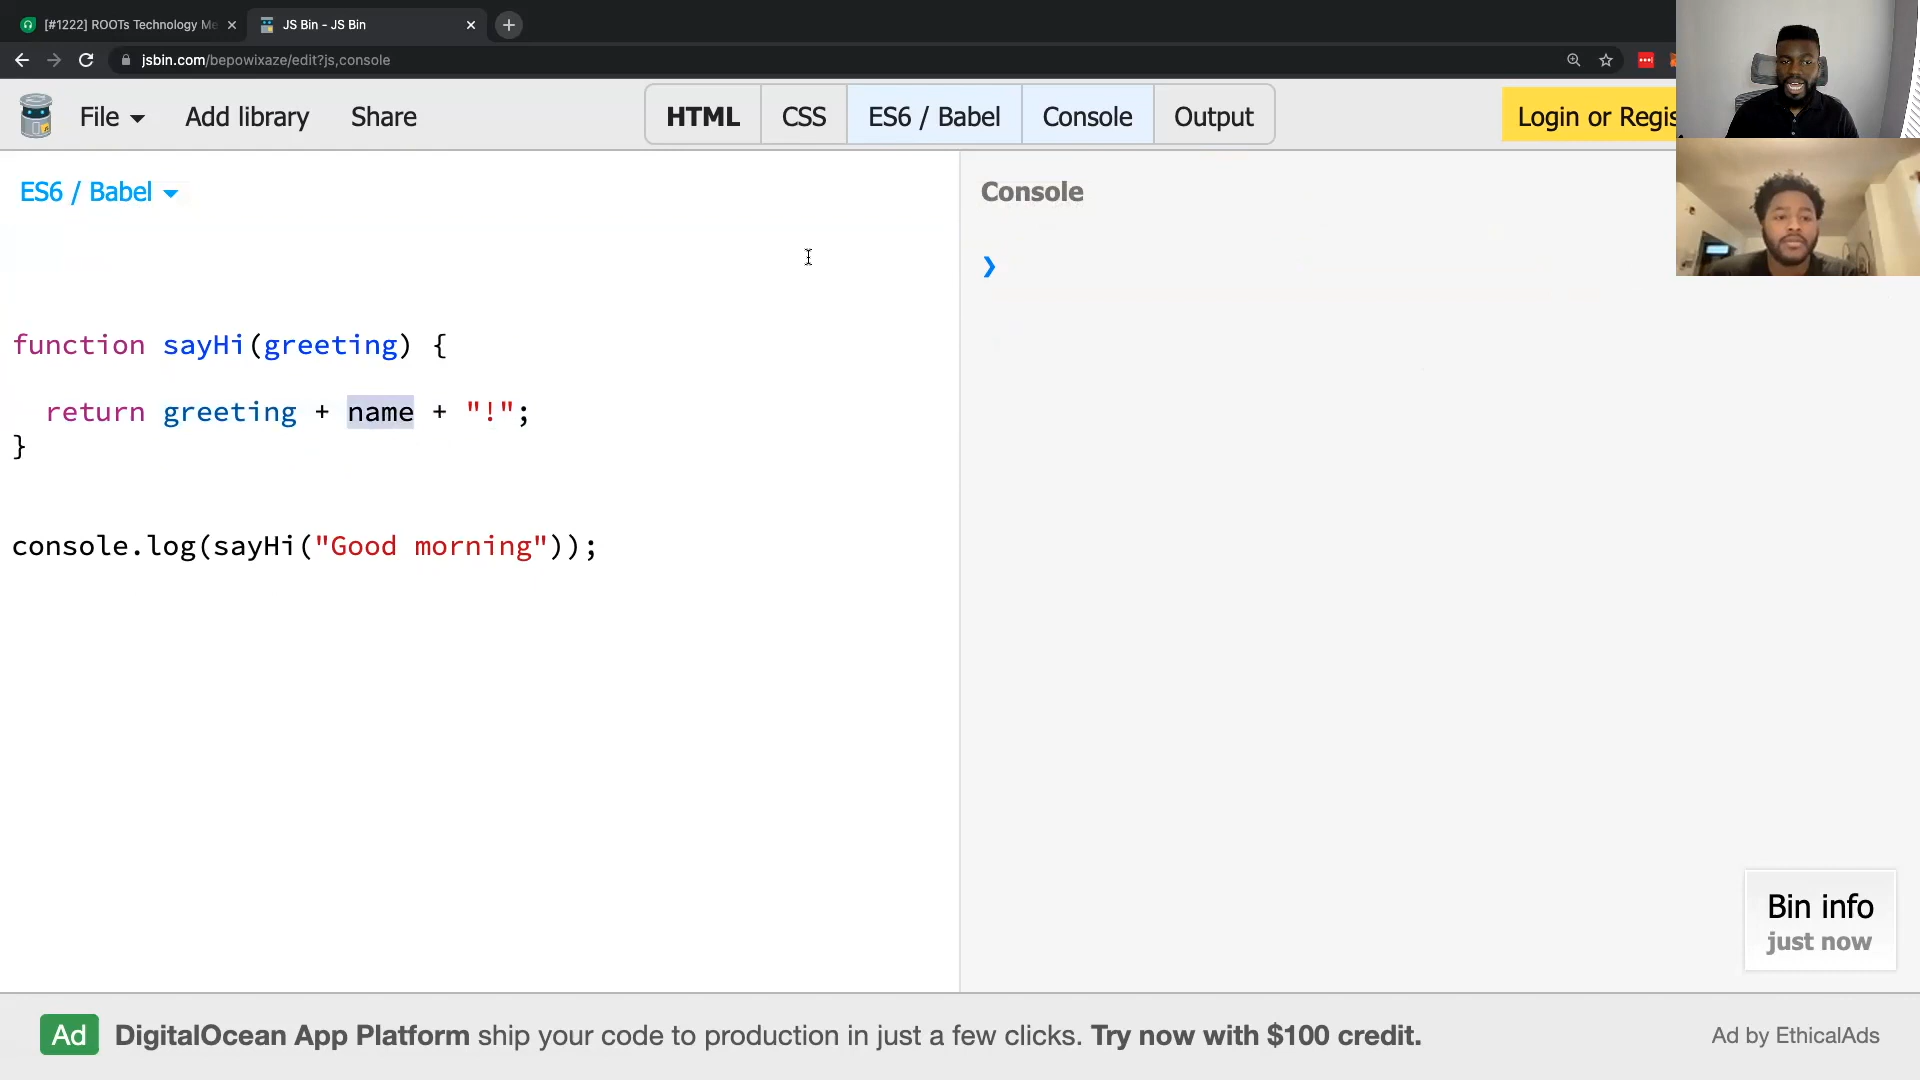 [#1222] ROOTs Technology Me
JS Bin - JS Bin
jsbin.com/bepowixaze/edit?js,console
File
Add library
Share
HTML
CSS
ES6 / Babel
Console
Output
Login or Regis
ES6 / Babel
Console
function sayHi(greeting) {
return greeting + name + "!";
}
console.log(sayHi("Good morning"));
Bin info
just now
Ad
DigitalOcean App Platform ship your code to production in just a few clicks. Try now with $100 credit.
Ad by EthicalAds